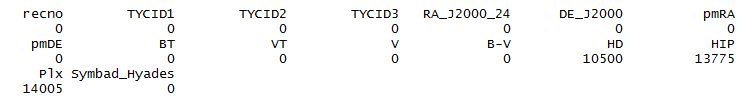 recno TYCID1 TYCID2 TYCID3 RA_J2000_24 DE_J2000 pmRA
0 0 0 0 0 0 0
pmDE BT VT V B-V HD HIP
0 0 0 0 0 10500 13775
Plx Symbad_Hyades
14005 0